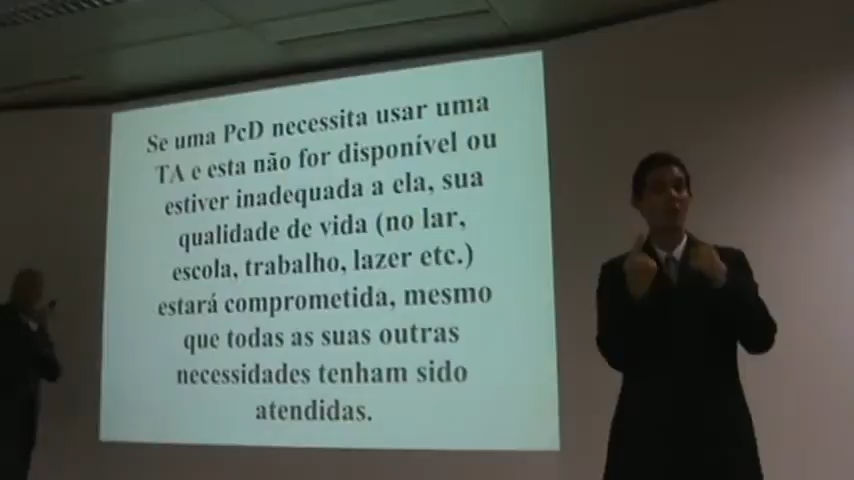 Se uma PcD necessita usar uma
TA e esta não for disponível ou
estiver inadequada a ela, sua
qualidade de vida (no lar,
escola, trabalho, lazer etc.)
estará comprometida, mesmo
que todas as suas outras
necessidades tenham sido
atendidas.